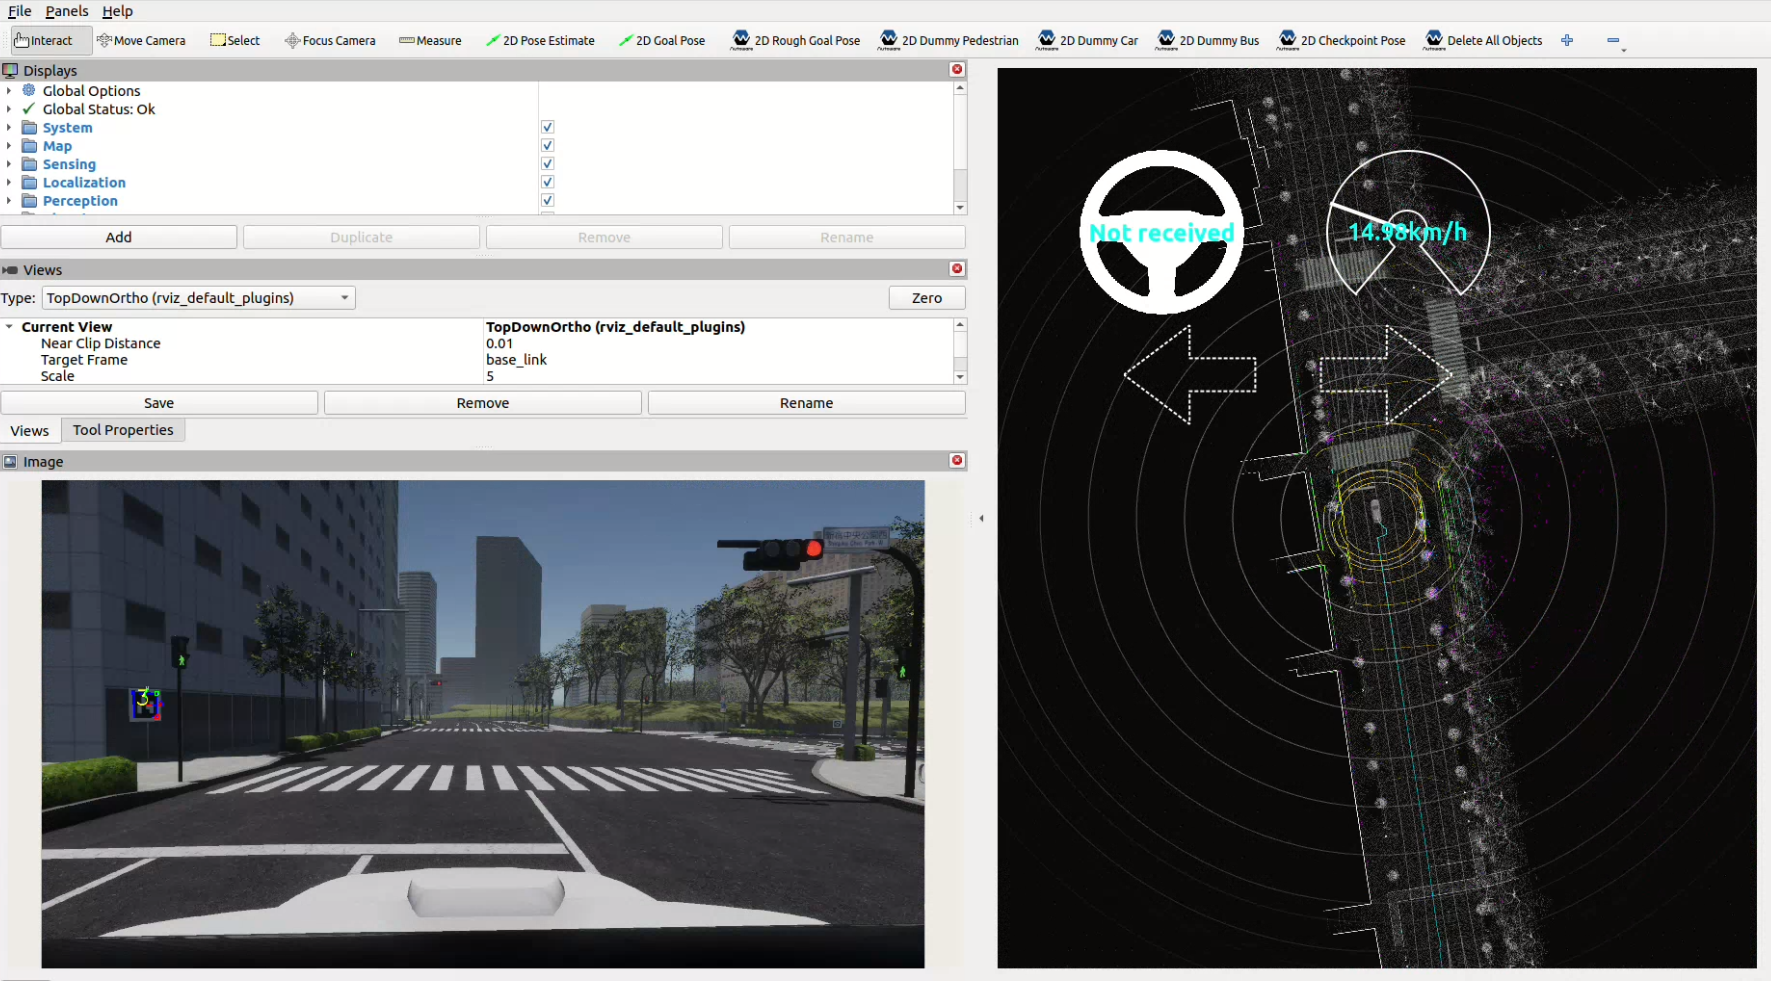 File Panels Help
Interact Move Camera Select Focus Camera Measure 2D Pose Estimate 2D Goal Pose 2D Rough Goal Pose 2D Dummy Pedestrian 2D Dummy Car 2D Dummy Bus 2D Checkpoint Pose Delete All Objects
Displays
Global Options
Global Status: Ok
System
Map
Sensing
Localization
Perception
Add Duplicate Remove Rename
Views
Type: TopDownOrtho (rviz_default_plugins) Zero
Current View TopDownOrtho (rviz_default_plugins)
Near Clip Distance 0.01
Target Frame base_link
Scale 5
Save Remove Rename
Views Tool Properties
Image
3
Not received
14.98km/h